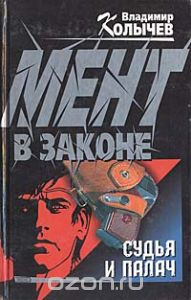 Владимир
Колычев
МЕНТ
В ЗАКОНЕ
СУДЬЯ
И ПАЛАЧ
ozon.ru